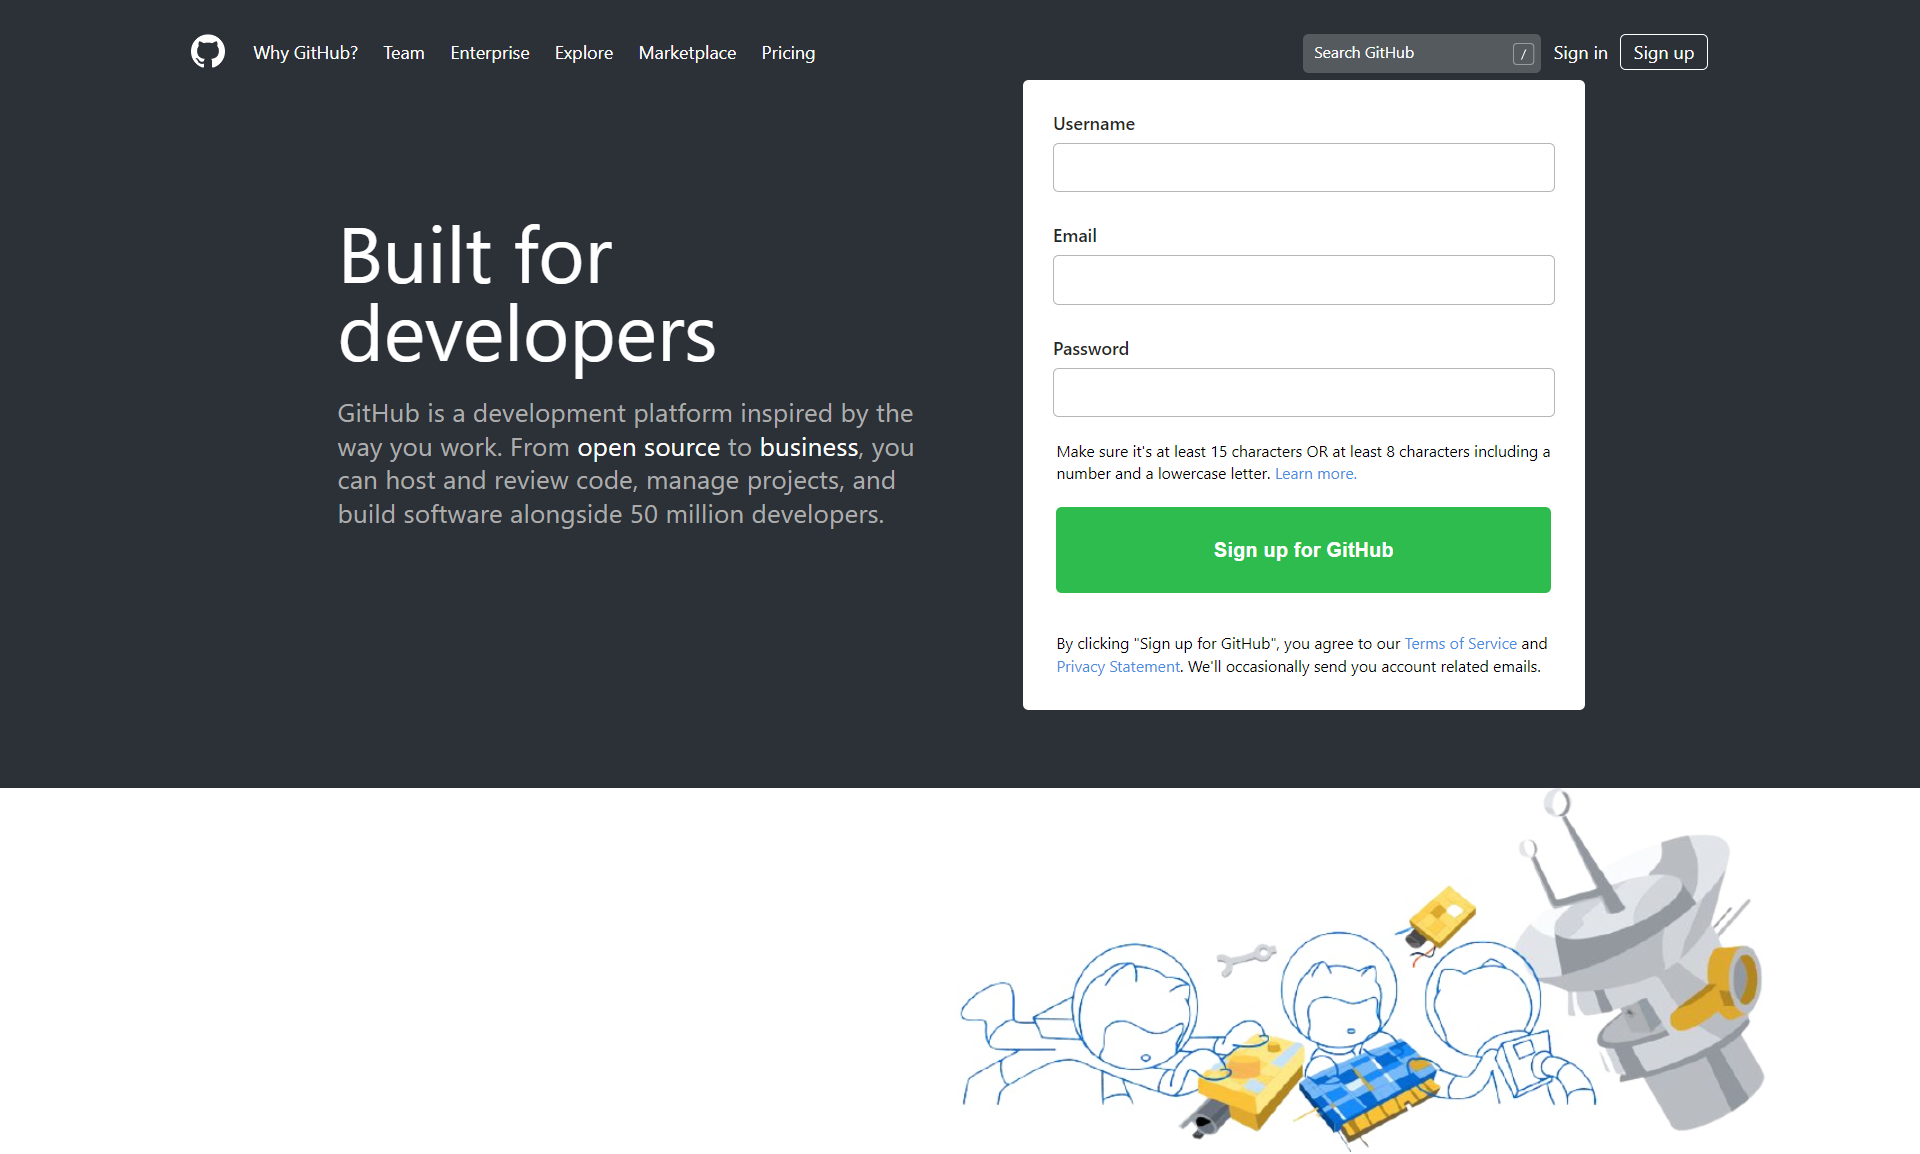 Why GitHub? Team Enterprise Explore Marketplace Pricing Search GitHub / Sign in Sign up
Built for
developers
GitHub is a development platform inspired by the
way you work. From open source to business, you
can host and review code, manage projects, and
build software alongside 50 million developers.
Username
Email
Password
Make sure it's at least 15 characters OR at least 8 characters including a
number and a lowercase letter. Learn more.
Sign up for GitHub
By clicking "Sign up for GitHub", you agree to our Terms of Service and
Privacy Statement. We'll occasionally send you account related emails.